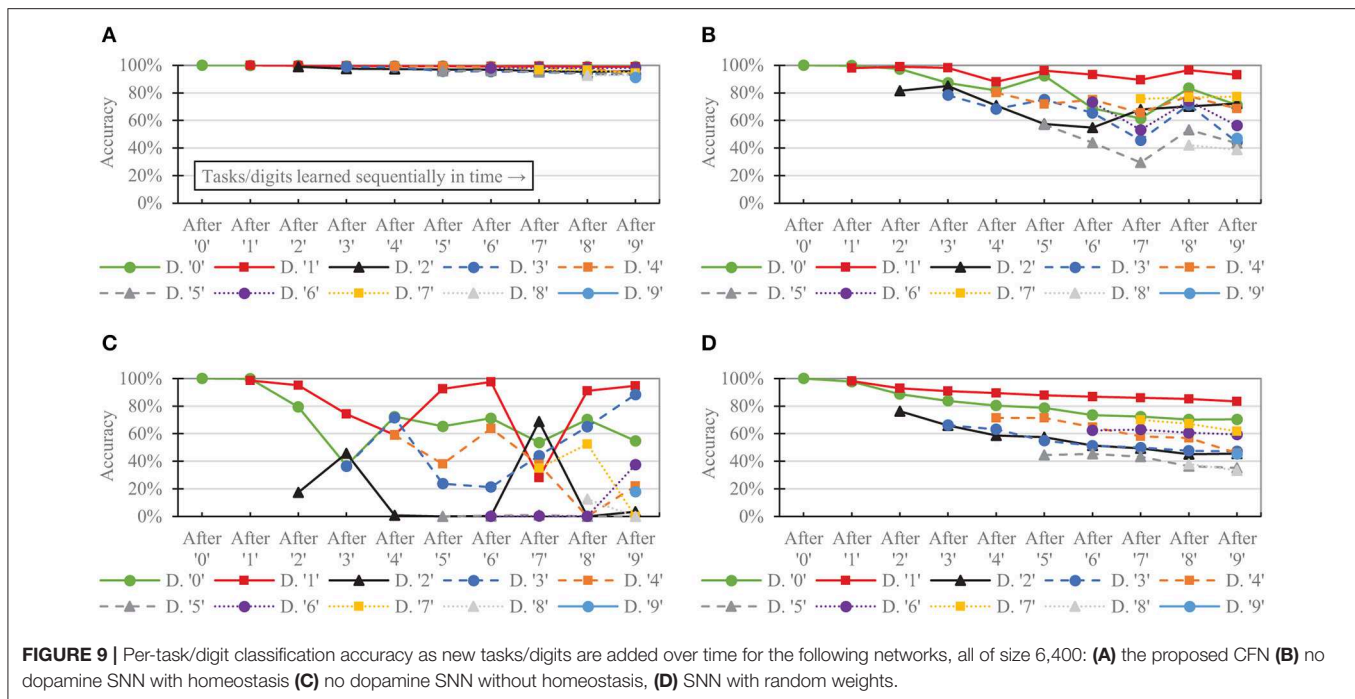 A
100%
80%
60%
40%
20%
0%
Accuracy
Tasks/digits learned sequentially in time →
After After After After After After After After After After
'0' '1' '2' '3' '4' '5' '6' '7' '8' '9'
D. '0' D. '1' D. '2' D. '3' D. '4'
D. '5' D. '6' D. '7' D. '8' D. '9'
B
100%
80%
60%
40%
20%
0%
Accuracy
After After After After After After After After After After
'0' '1' '2' '3' '4' '5' '6' '7' '8' '9'
D. '0' D. '1' D. '2' D. '3' D. '4'
D. '5' D. '6' D. '7' D. '8' D. '9'
C
100%
80%
60%
40%
20%
0%
Accuracy
After After After After After After After After After After
'0' '1' '2' '3' '4' '5' '6' '7' '8' '9'
D. '0' D. '1' D. '2' D. '3' D. '4'
D. '5' D. '6' D. '7' D. '8' D. '9'
D
100%
80%
60%
40%
20%
0%
Accuracy
After After After After After After After After After After
'0' '1' '2' '3' '4' '5' '6' '7' '8' '9'
D. '0' D. '1' D. '2' D. '3' D. '4'
D. '5' D. '6' D. '7' D. '8' D. '9'
FIGURE 9 | Per-task/digit classification accuracy as new tasks/digits are added over time for the following networks, all of size 6,400: (A) the proposed CFN (B) no
dopamine SNN with homeostasis (C) no dopamine SNN without homeostasis, (D) SNN with random weights.